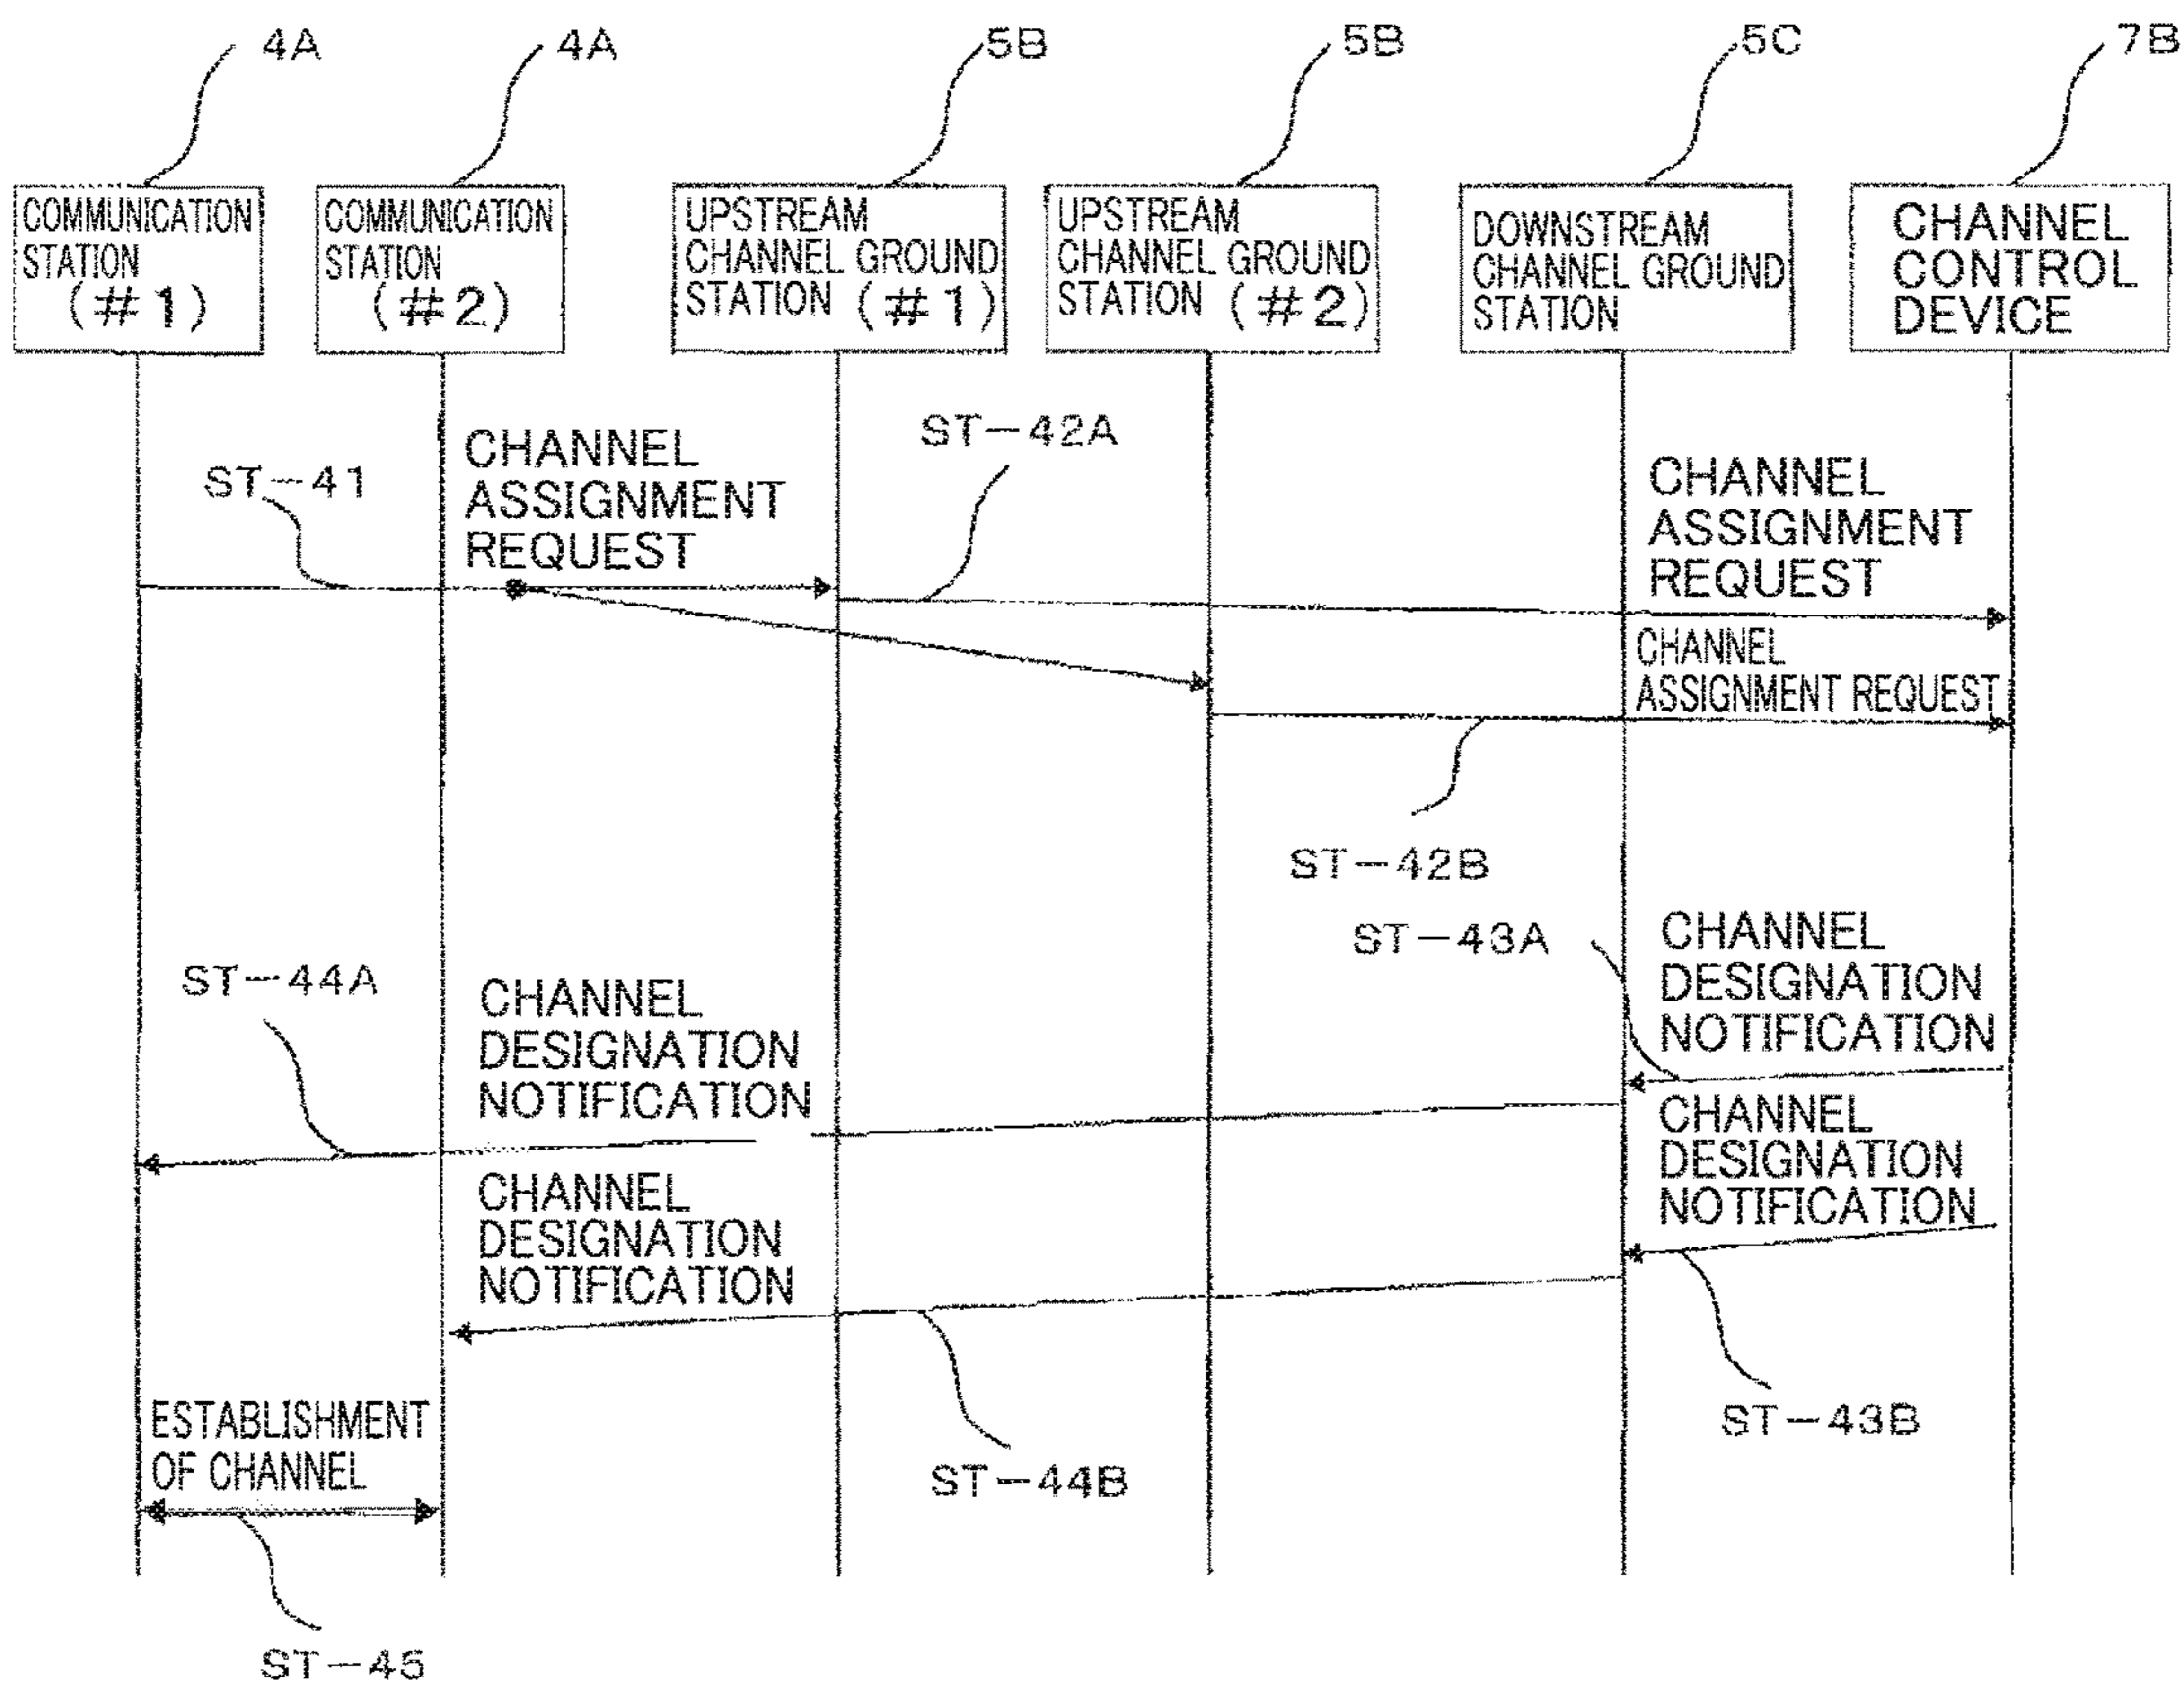 4A
4A
5B
5B
5C
7B
COMMUNICATION
STATION
(#1)
COMMUNICATION
STATION
(#2)
UPSTREAM
CHANNEL GROUND
STATION (#1)
UPSTREAM
CHANNEL GROUND
STATION (#2)
DOWNSTREAM
CHANNEL GROUND
STATION
CHANNEL
CONTROL
DEVICE
ST-41
CHANNEL
ASSIGNMENT
REQUEST
ST-42A
CHANNEL
ASSIGNMENT
REQUEST
CHANNEL
ASSIGNMENT REQUEST
ST-42B
ST-43A
CHANNEL
DESIGNATION
NOTIFICATION
ST-44A
CHANNEL
DESIGNATION
NOTIFICATION
CHANNEL
DESIGNATION
NOTIFICATION
CHANNEL
DESIGNATION
NOTIFICATION
ST-43B
ESTABLISHMENT
OF CHANNEL
ST-44B
ST-45